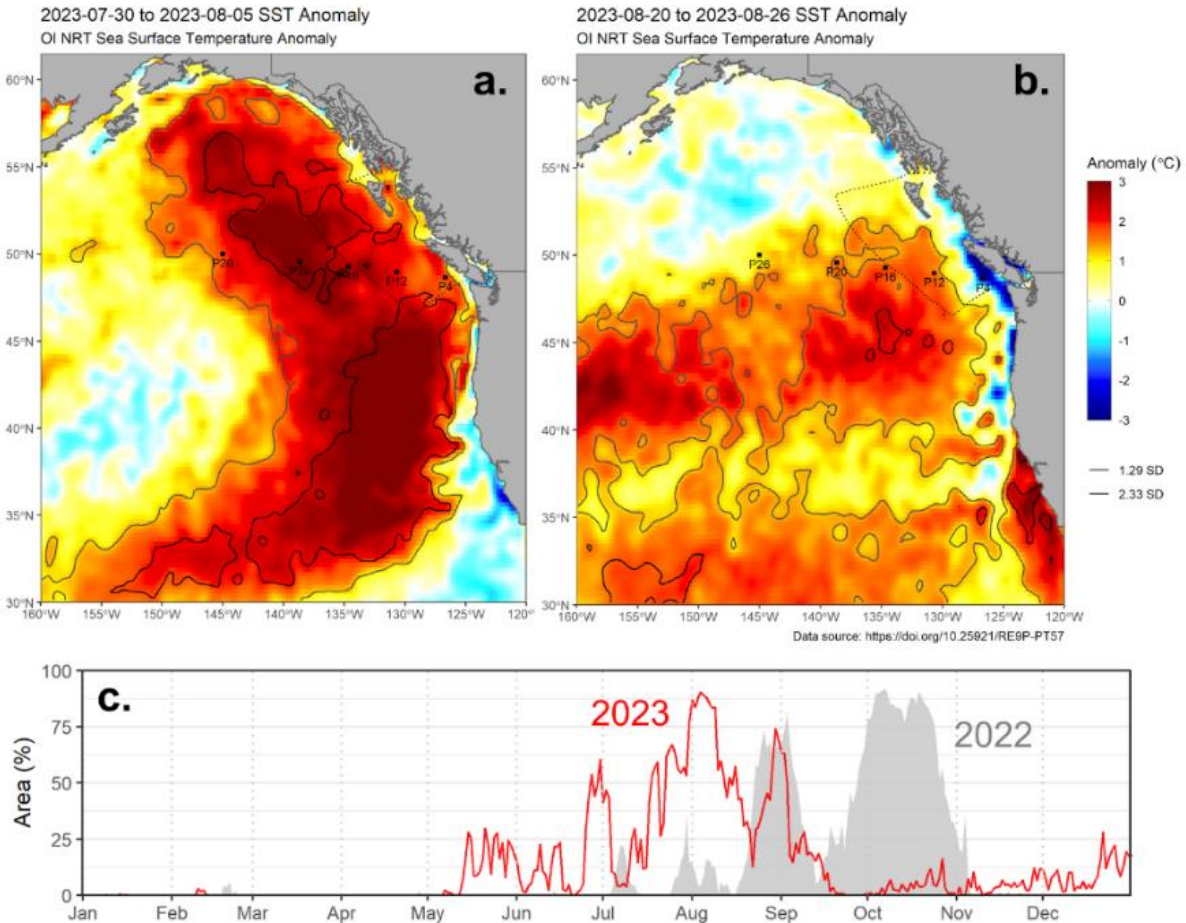 2023-07-30 to 2023-08-05 SST Anomaly
OI NRT Sea Surface Temperature Anomaly
a.
60°N
55°N
50°N
45°N
40°N
35°N
30°N
P26
P12
P4
160°W 155°W 150°W 145°W 140°W 135°W 130°W 125°W 120°W
2023-08-20 to 2023-08-26 SST Anomaly
OI NRT Sea Surface Temperature Anomaly
b.
60°N
55°N
50°N
45°N
40°N
35°N
30°N
P26
P20
P16
P12
P4
160°W 155°W 150°W 145°W 140°W 135°W 130°W 125°W 120°W
Anomaly (°C)
3
2
1
0
-1
-2
-3
1.29 SD
2.33 SD
Data source: https://doi.org/10.25921/RE9P-PT57
c.
2023
2022
Area (%)
100
75
50
25
0
Jan Feb Mar Apr May Jun Jul Aug Sep Oct Nov Dec